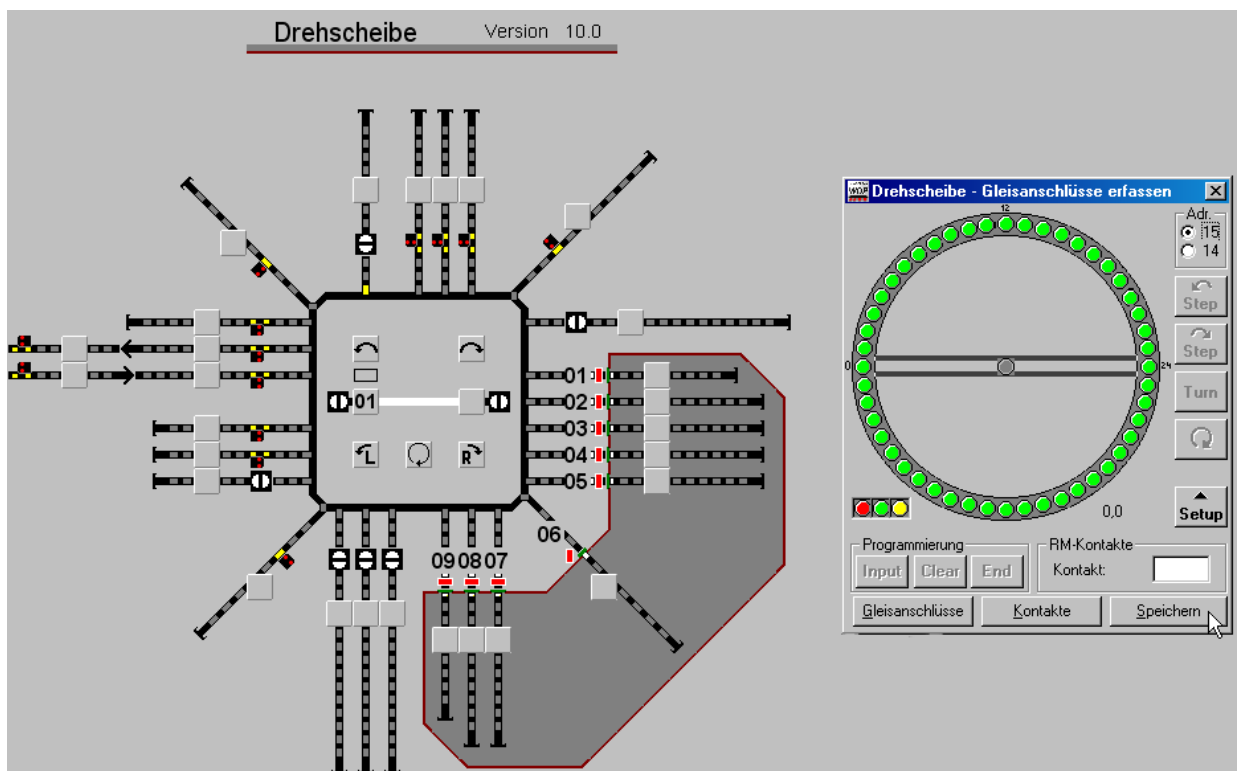 Drehscheibe Version 10.0
Drehscheibe - Gleisanschlüsse erfassen
12
Adr.
15
14
Step
Step
0
24
Turn
0,0
Setup
Programmierung
Input Clear End
RM-Kontakte
Kontakt:
Gleisanschlüsse Kontakte Speichern
01
01
02
03
04
L R
05
06
09 08 07